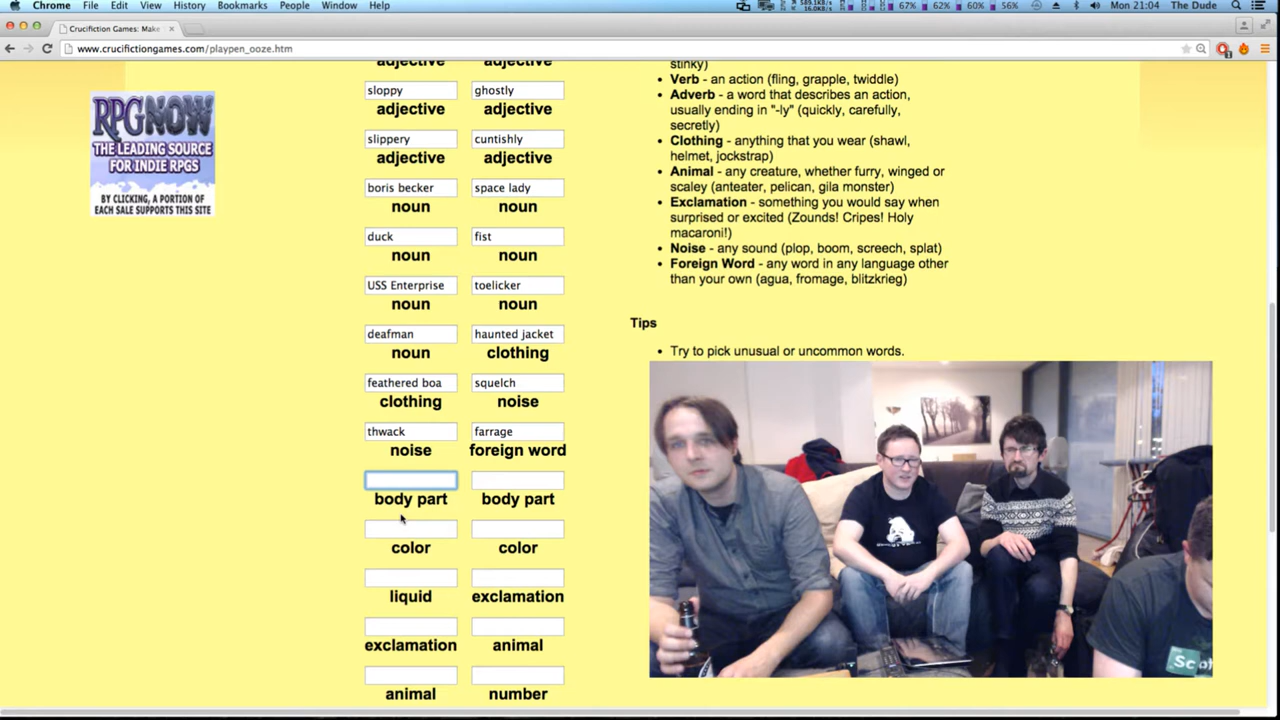 Chrome File Edit View History Bookmarks People Window Help
589.1KB
16.0KB
67% 62% 60% 56%
Mon 21:04 The Dude
Crucifiction Games: Make
www.crucifictiongames.com/playpen_ooze.htm
RPGNOW
THE LEADING SOURCE
FOR INDIE RPGS
BY CLICKING, A PORTION OF
EACH SALE SUPPORTS THIS SITE
adjective adjective
sloppy ghostly
adjective adjective
slippery cuntishly
adjective adjective
boris becker space lady
noun noun
duck fist
noun noun
USS Enterprise toelicker
noun noun
deafman haunted jacket
noun clothing
feathered boa squelch
clothing noise
thwack farrage
noise foreign word
body part body part
color color
liquid exclamation
exclamation animal
animal number
stinky)
Verb - an action (fling, grapple, twiddle)
Adverb - a word that describes an action,
usually ending in "-ly" (quickly, carefully,
secretly)
Clothing - anything that you wear (shawl,
helmet, jockstrap)
Animal - any creature, whether furry, winged or
scaley (anteater, pelican, gila monster)
Exclamation - something you would say when
surprised or excited (Zounds! Cripes! Holy
macaroni!)
Noise - any sound (plop, boom, screech, splat)
Foreign Word - any word in any language other
than your own (agua, fromage, blitzkrieg)
Tips
Try to pick unusual or uncommon words.